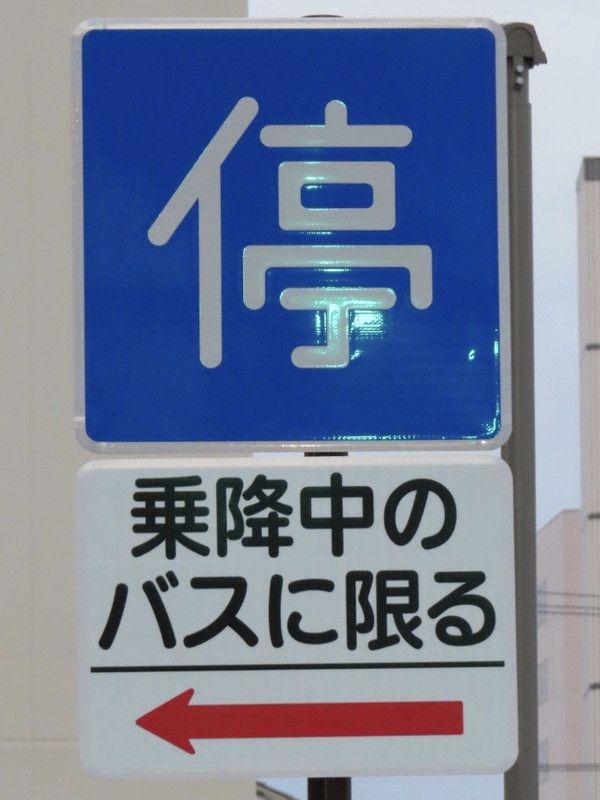 停
乗降中の
バスに限る